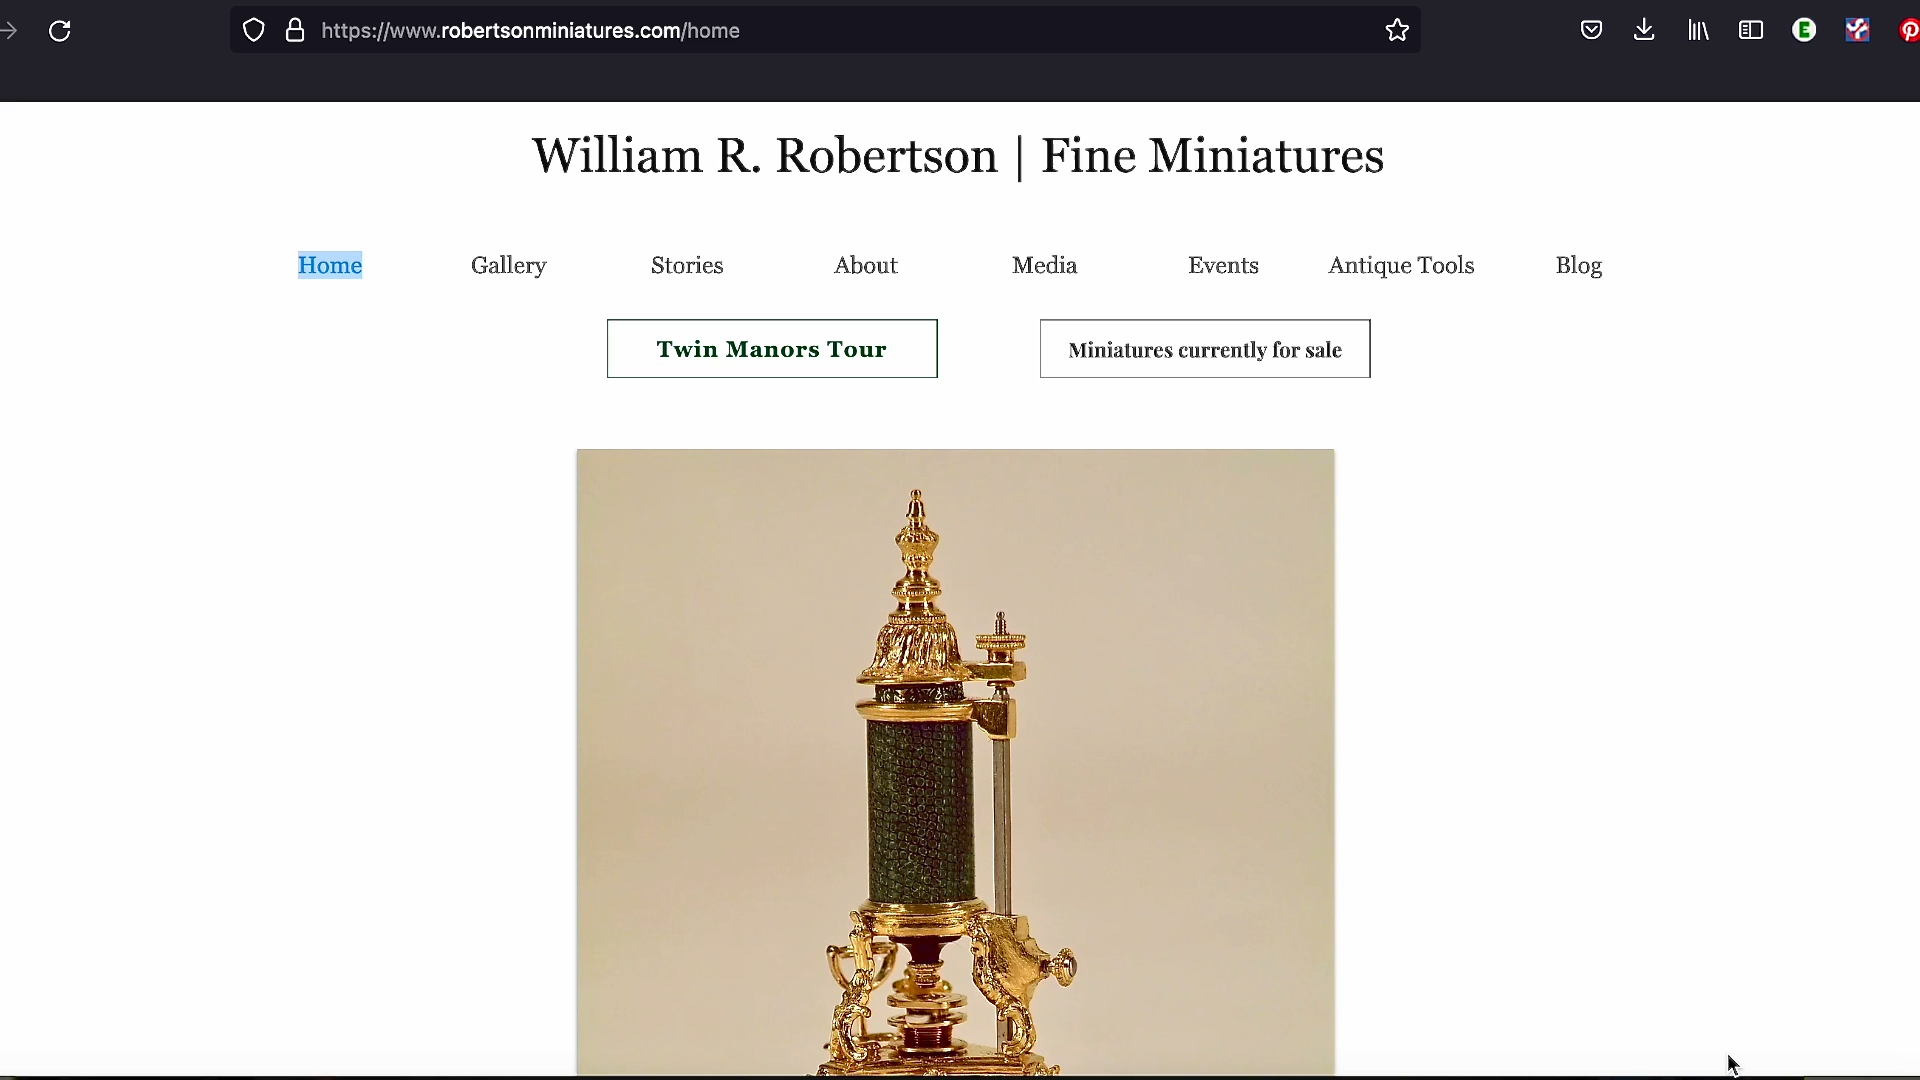 https://www.robertsonminiatures.com/home
William R. Robertson | Fine Miniatures
Home Gallery Stories About Media Events Antique Tools Blog
Twin Manors Tour Miniatures currently for sale